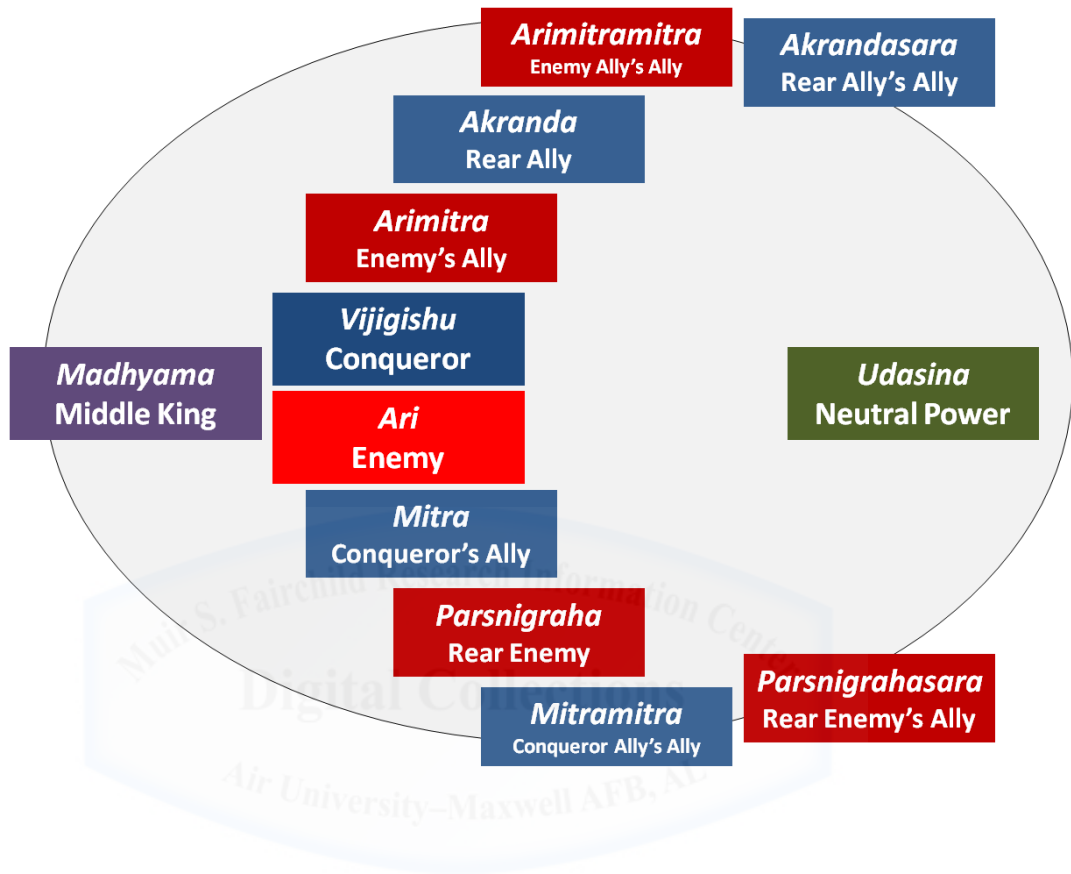 Arimitramitra
Enemy Ally's Ally
Akrandasara
Rear Ally's Ally
Akranda
Rear Ally
Arimitra
Enemy's Ally
Vijigishu
Conqueror
Madhyama
Middle King
Udasina
Neutral Power
Ari
Enemy
Mitra
Conqueror's Ally
Parsnigraha
Rear Enemy
Parsnigrahasara
Rear Enemy's Ally
Mitramitra
Conqueror Ally's Ally
Muir S. Fairchild Research Information Center
Digital Collections
Air University–Maxwell AFB, AL